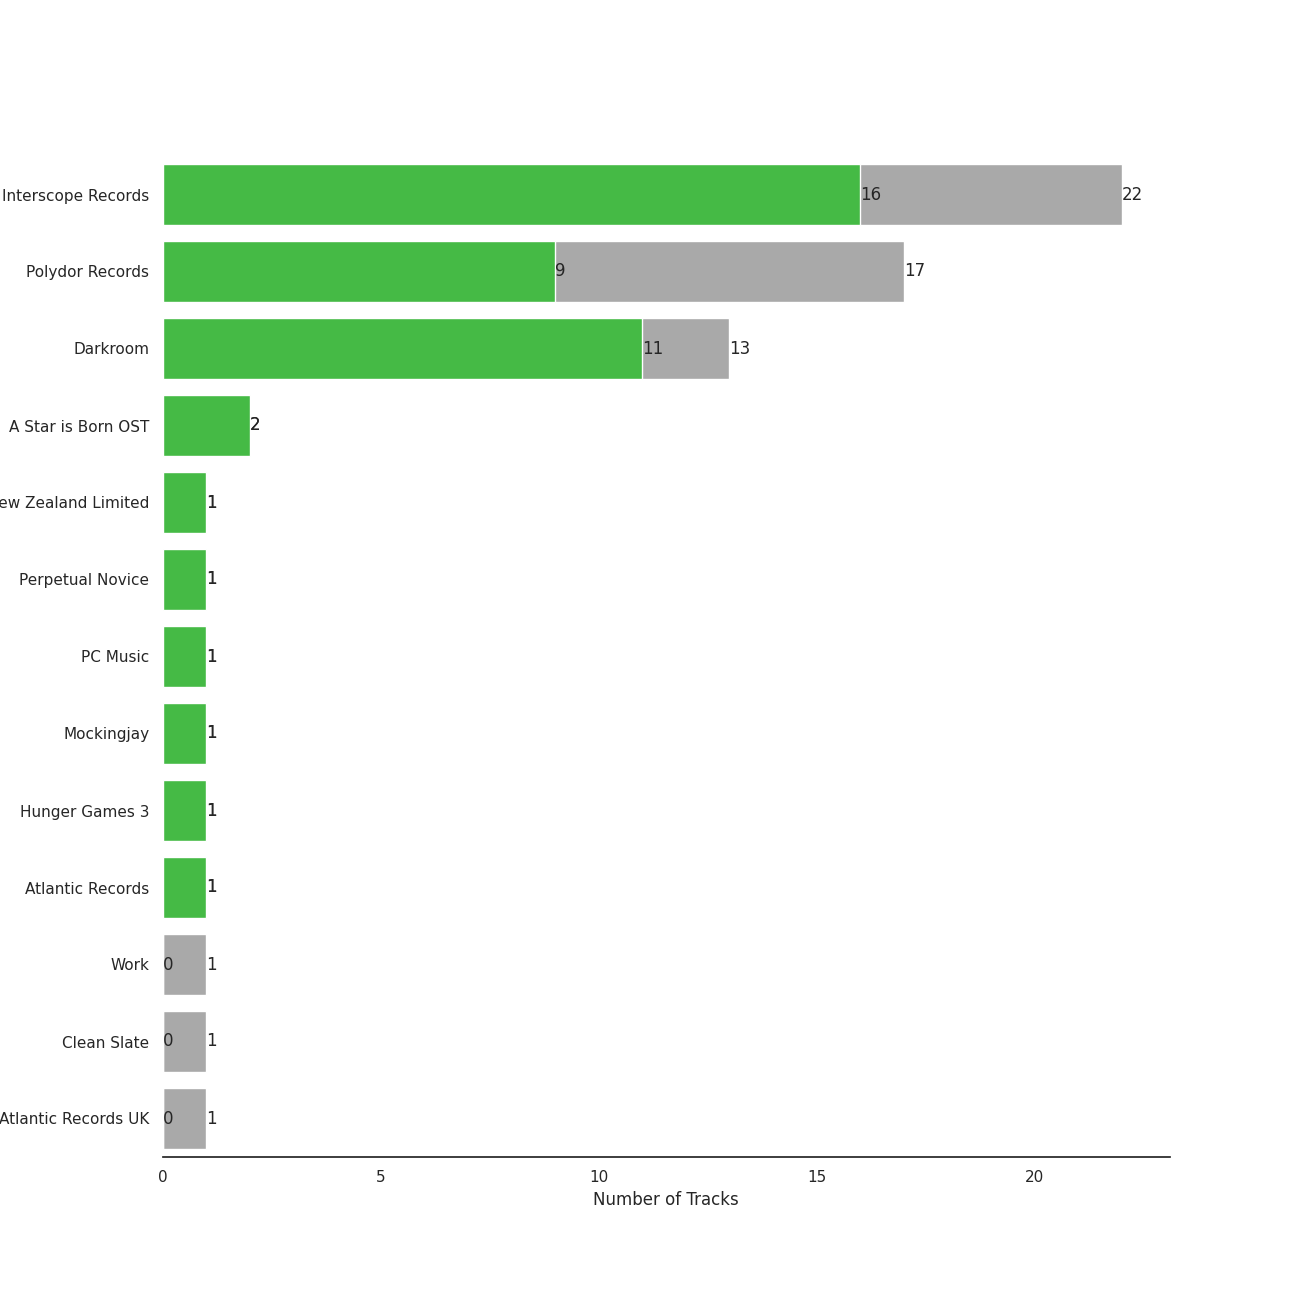 Interscope Records 16 22
Polydor Records 9 17
Darkroom 11 13
A Star is Born OST 2
Zealand Limited 1
Perpetual Novice 1
PC Music 1
Mockingjay 1
Hunger Games 3 1
Atlantic Records 1
Work 0 1
Clean Slate 0 1
Atlantic Records UK 0 1
0 5 10 15 20
Number of Tracks